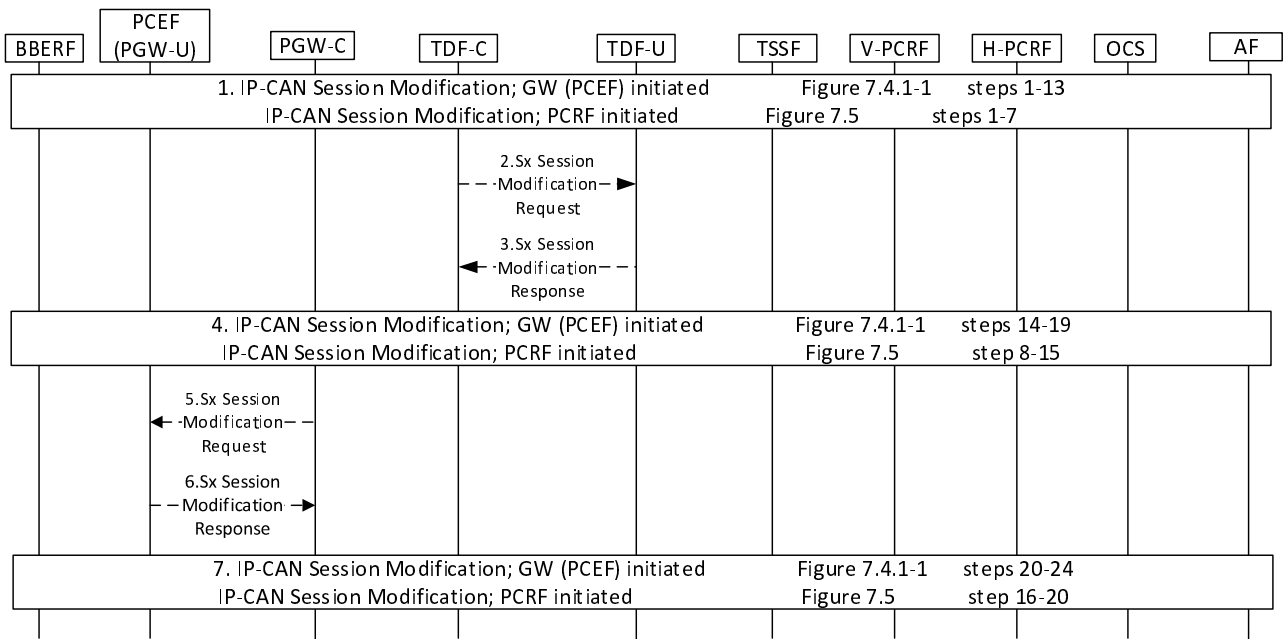 PCEF
(PGW-U)
BBERF
PGW-C
TDF-C
TDF-U
TSSF
V-PCRF
H-PCRF
OCS
AF
1. IP-CAN Session Modification; GW (PCEF) initiated Figure 7.4.1-1 steps 1-13
IP-CAN Session Modification; PCRF initiated Figure 7.5 steps 1-7
2.Sx Session
Modification
Request
3.Sx Session
Modification
Response
4. IP-CAN Session Modification; GW (PCEF) initiated Figure 7.4.1-1 steps 14-19
IP-CAN Session Modification; PCRF initiated Figure 7.5 step 8-15
5.Sx Session
Modification
Request
6.Sx Session
Modification
Response
7. IP-CAN Session Modification; GW (PCEF) initiated Figure 7.4.1-1 steps 20-24
IP-CAN Session Modification; PCRF initiated Figure 7.5 step 16-20